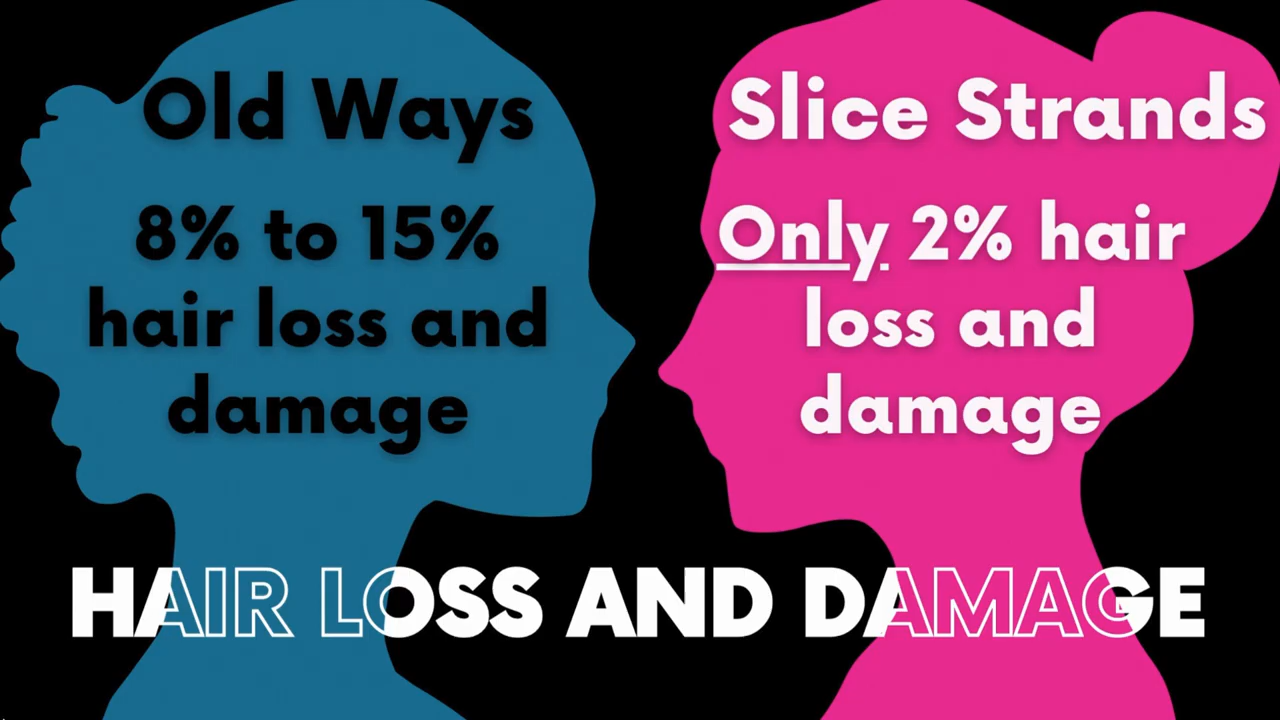 Old Ways
8% to 15%
hair loss and
damage
Slice Strands
Only 2% hair
loss and
damage
HAIR LOSS AND DAMAGE